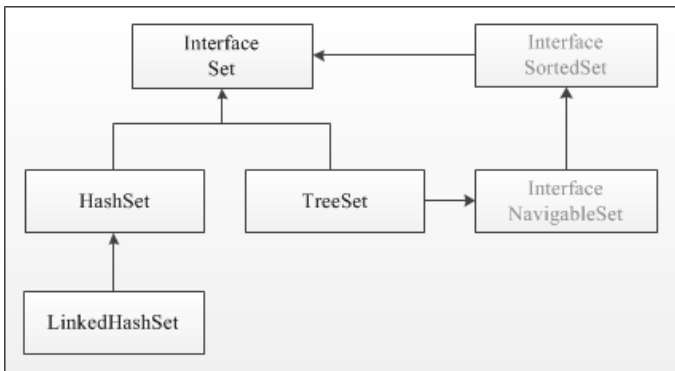 Interface
Set
Interface
SortedSet
HashSet
TreeSet
Interface
NavigableSet
LinkedHashSet